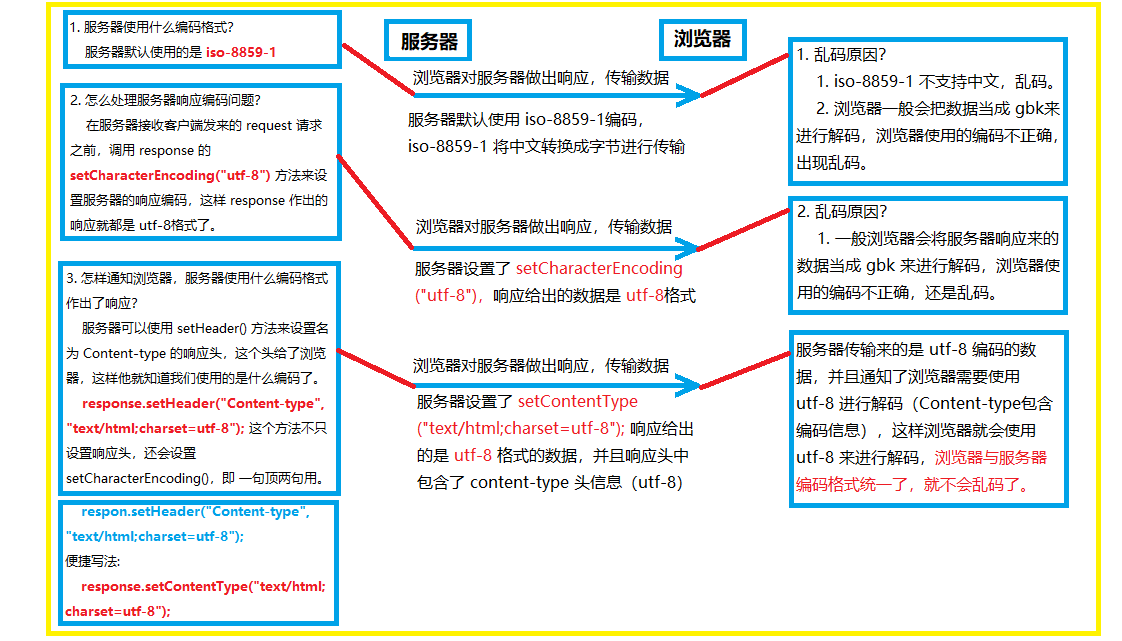 1. 服务器使用什么编码格式?
服务器默认使用的是 iso-8859-1
2. 怎么处理服务器响应编码问题?
在服务器接收客户端发来的 request 请求
之前，调用 response 的
setCharacterEncoding("utf-8") 方法来设
置服务器的响应编码，这样 response 作出的
响应就都是 utf-8格式了。
3. 怎样通知浏览器，服务器使用什么编码格式
作出了响应?
服务器可以使用 setHeader() 方法来设置名
为 Content-type 的响应头，这个头给了浏览
器，这样他就知道我们使用的是什么编码了。
response.setHeader("Content-type",
"text/html;charset=utf-8"); 这个方法不只
设置响应头，还会设置
setCharacterEncoding()，即 一句顶两句用。
respon.setHeader("Content-type",
"text/html;charset=utf-8");
便捷写法:
response.setContentType("text/html;
charset=utf-8");
服务器
浏览器
浏览器对服务器做出响应，传输数据
服务器默认使用 iso-8859-1编码，
iso-8859-1 将中文转换成字节进行传输
浏览器对服务器做出响应，传输数据
服务器设置了 setCharacterEncoding
("utf-8")，响应给出的数据是 utf-8格式
浏览器对服务器做出响应，传输数据
服务器设置了 setContentType
("text/html;charset=utf-8"); 响应给出
的是 utf-8 格式的数据，并且响应头中
包含了 content-type 头信息（utf-8）
1. 乱码原因?
1. iso-8859-1 不支持中文，乱码。
2. 浏览器一般会把数据当成 gbk来
进行解码，浏览器使用的编码不正确，
出现乱码。
2. 乱码原因?
1. 一般浏览器会将服务器响应来的
数据当成 gbk 来进行解码，浏览器使
用的编码不正确，还是乱码。
服务器传输来的是 utf-8 编码的数
据，并且通知了浏览器需要使用
utf-8 进行解码（Content-type包含
编码信息），这样浏览器就会使用
utf-8 来进行解码，浏览器与服务器
编码格式统一了，就不会乱码了。